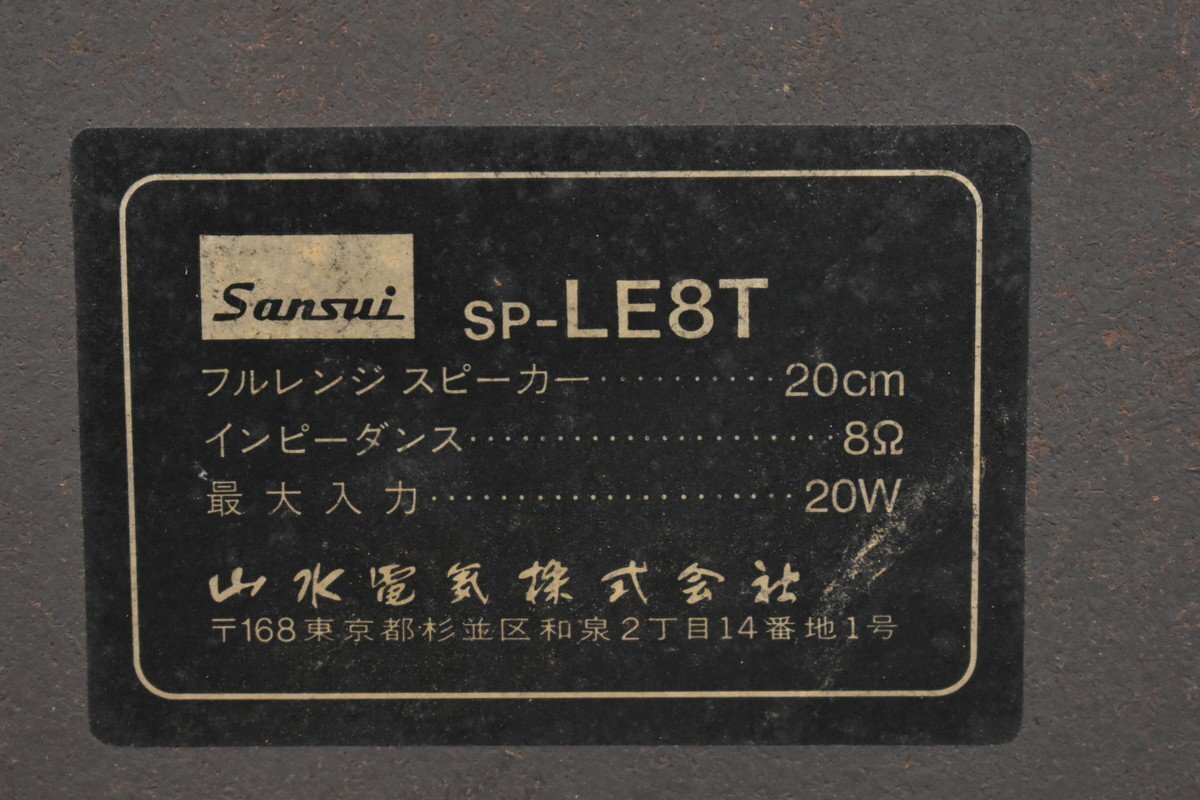 Sansui SP-LE8T
フルレンジ スピーカー··········20cm
インピーダンス····················8Ω
最大入力····················20W
山水電気株式会社
〒168東京都杉並区和泉2丁目14番地1号